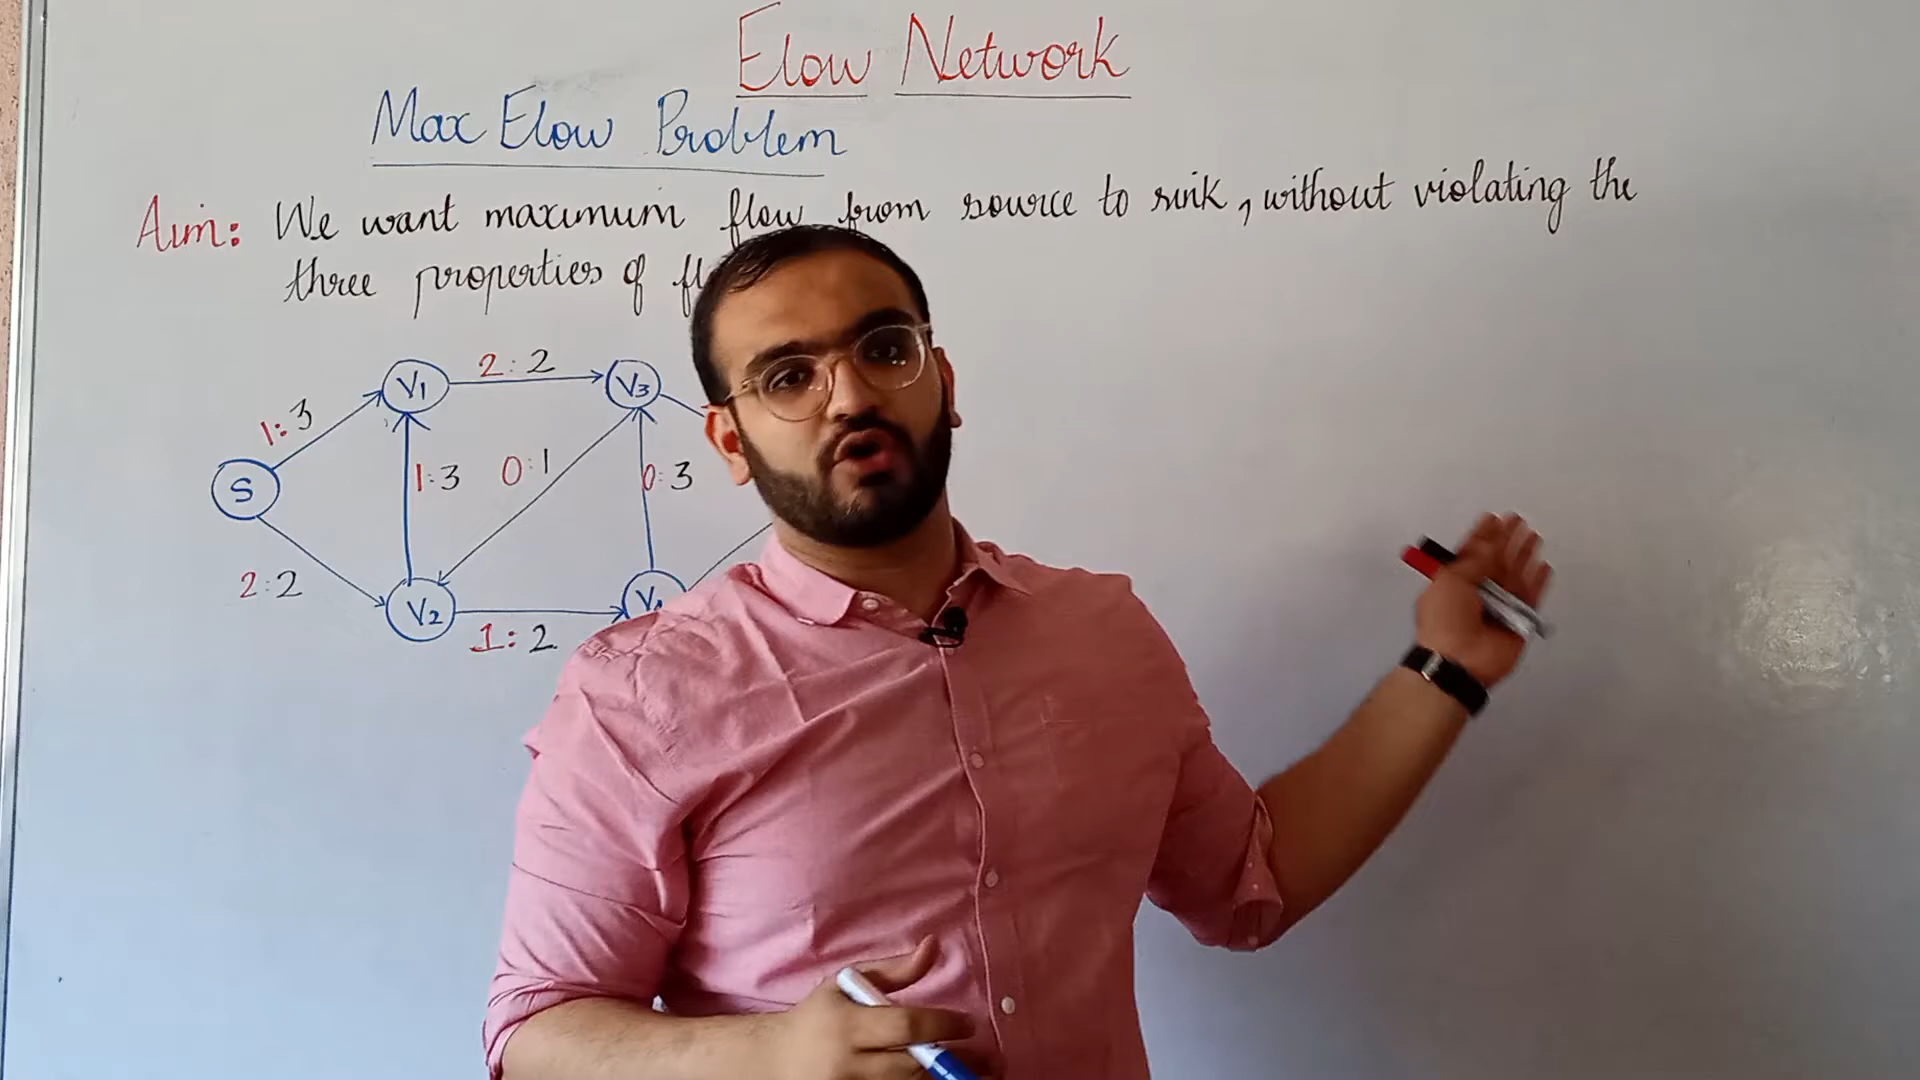 Flow Network
Max Flow Problem
Aim: We want maximum flow from source to sink, without violating the
three properties of
2:2
V1
V3
1:3
1:3
0:1
0:3
S
2:2
V2
1:2